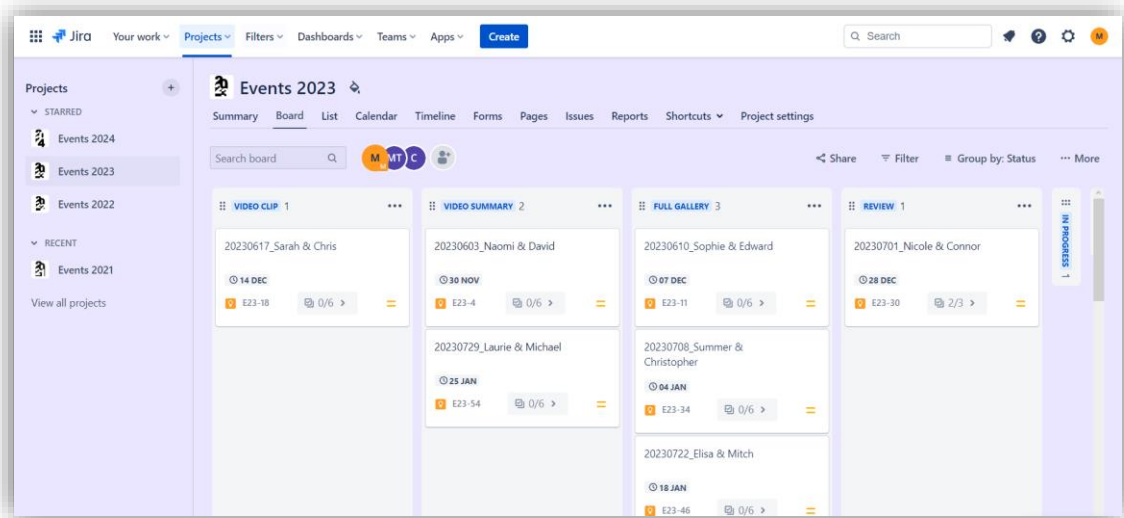 Jira Your work Projects Filters Dashboards Teams Apps Create Search M
Projects
STARRED
Events 2024
Events 2023
Events 2022
RECENT
Events 2021
View all projects
Events 2023
Summary Board List Calendar Timeline Forms Pages Issues Reports Shortcuts Project settings
Search board M M MT C Share Filter Group by: Status More
VIDEO CLIP 1
20230617_Sarah & Chris
14 DEC
E23-18 0/6
VIDEO SUMMARY 2
20230603_Naomi & David
30 NOV
E23-4 0/6
20230729_Laurie & Michael
25 JAN
E23-54 0/6
FULL GALLERY 3
20230610_Sophie & Edward
07 DEC
E23-11 0/6
20230708_Summer &
Christopher
04 JAN
E23-34 0/6
20230722_Elisa & Mitch
18 JAN
E23-46 0/6
REVIEW 1
20230701_Nicole & Connor
28 DEC
E23-30 2/3
IN PROGRESS 1